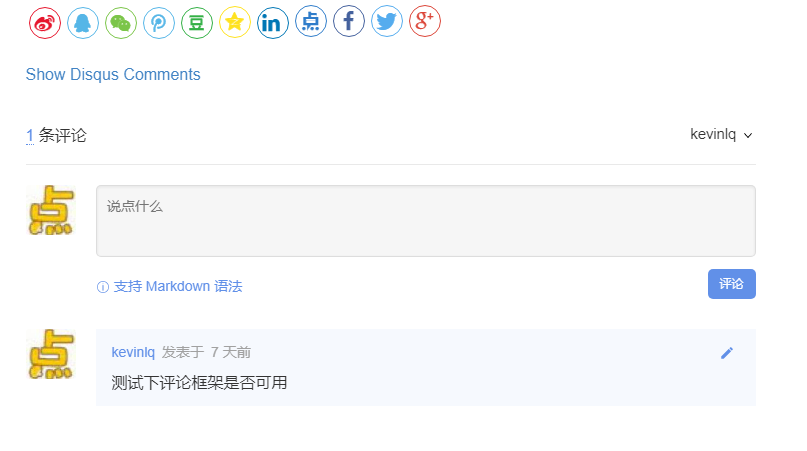 豆 in 点 f g+
Show Disqus Comments
1 条评论 kevinlq
点 说点什么
支持 Markdown 语法 评论
点 kevinlq 发表于 7 天前
测试下评论框架是否可用